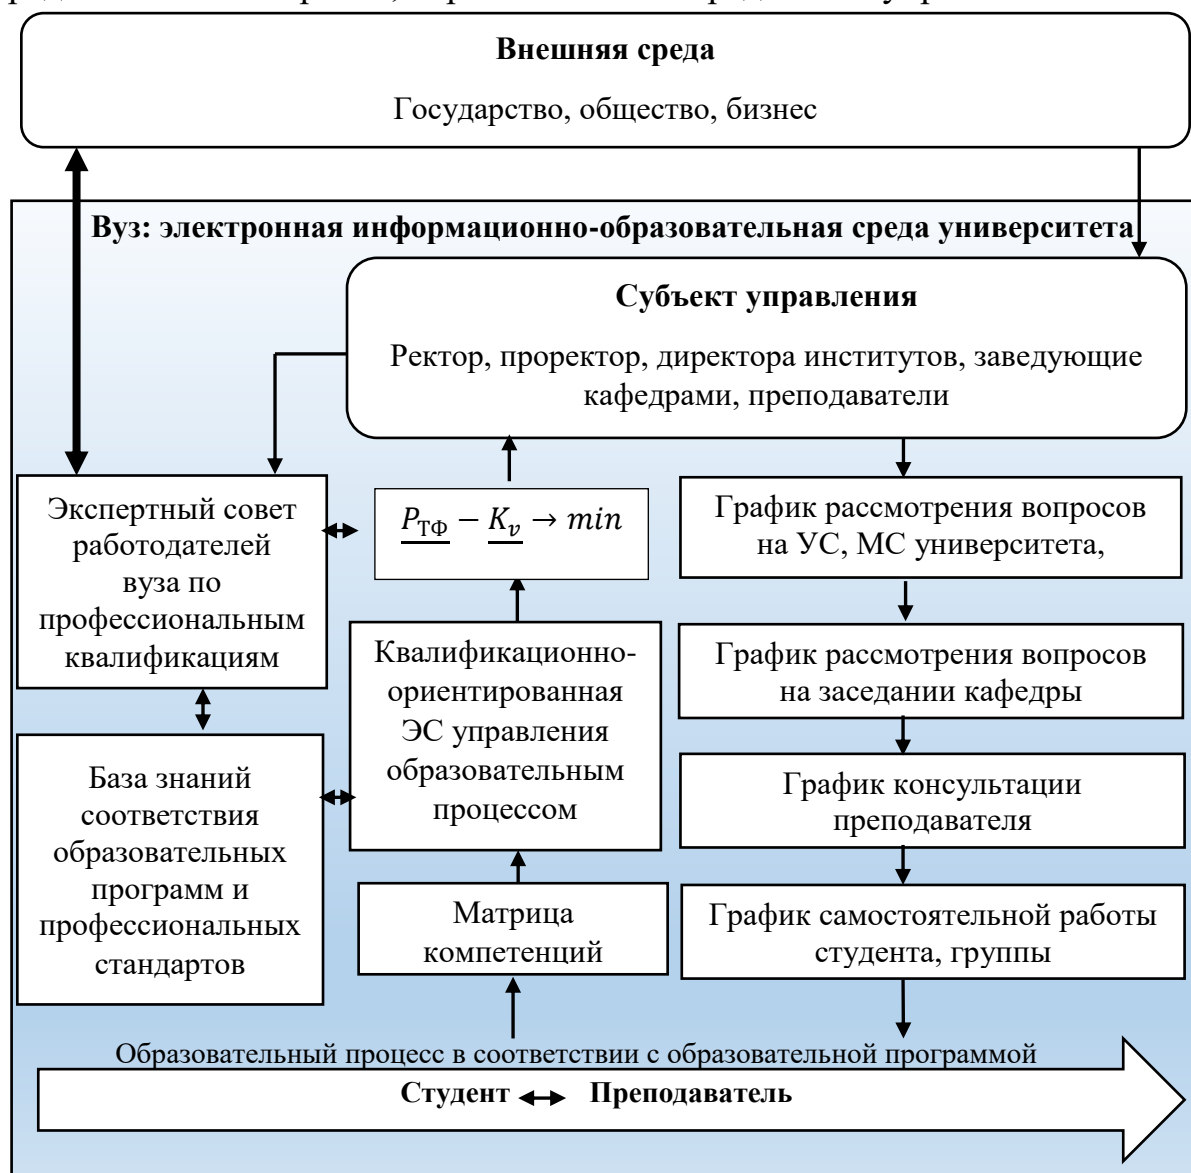 Внешняя среда
Государство, общество, бизнес
Вуз: электронная информационно-образовательная среда университета
Субъект управления
Ректор, проректор, директора институтов, заведующие
кафедрами, преподаватели
Экспертный совет
работодателей
вуза по
профессиональным
квалификациям
P_ТФ − K_v → min
График рассмотрения вопросов
на УС, МС университета,
Квалификационно-
ориентированная
ЭС управления
образовательным
процессом
График рассмотрения вопросов
на заседании кафедры
База знаний
соответствия
образовательных
программ и
профессиональных
стандартов
График консультации
преподавателя
Матрица
компетенций
График самостоятельной работы
студента, группы
Образовательный процесс в соответствии с образовательной программой
Студент ↔ Преподаватель